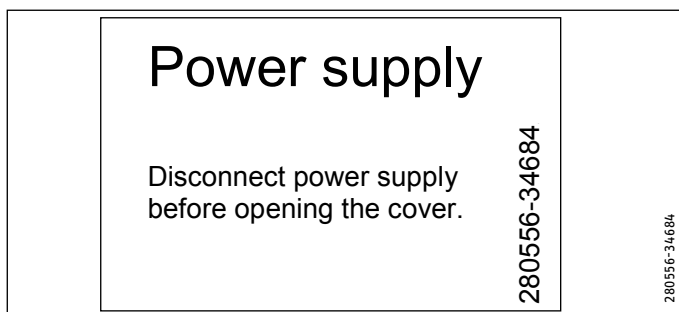 Power supply
Disconnect power supply
before opening the cover.
280556-34684
280556-34684